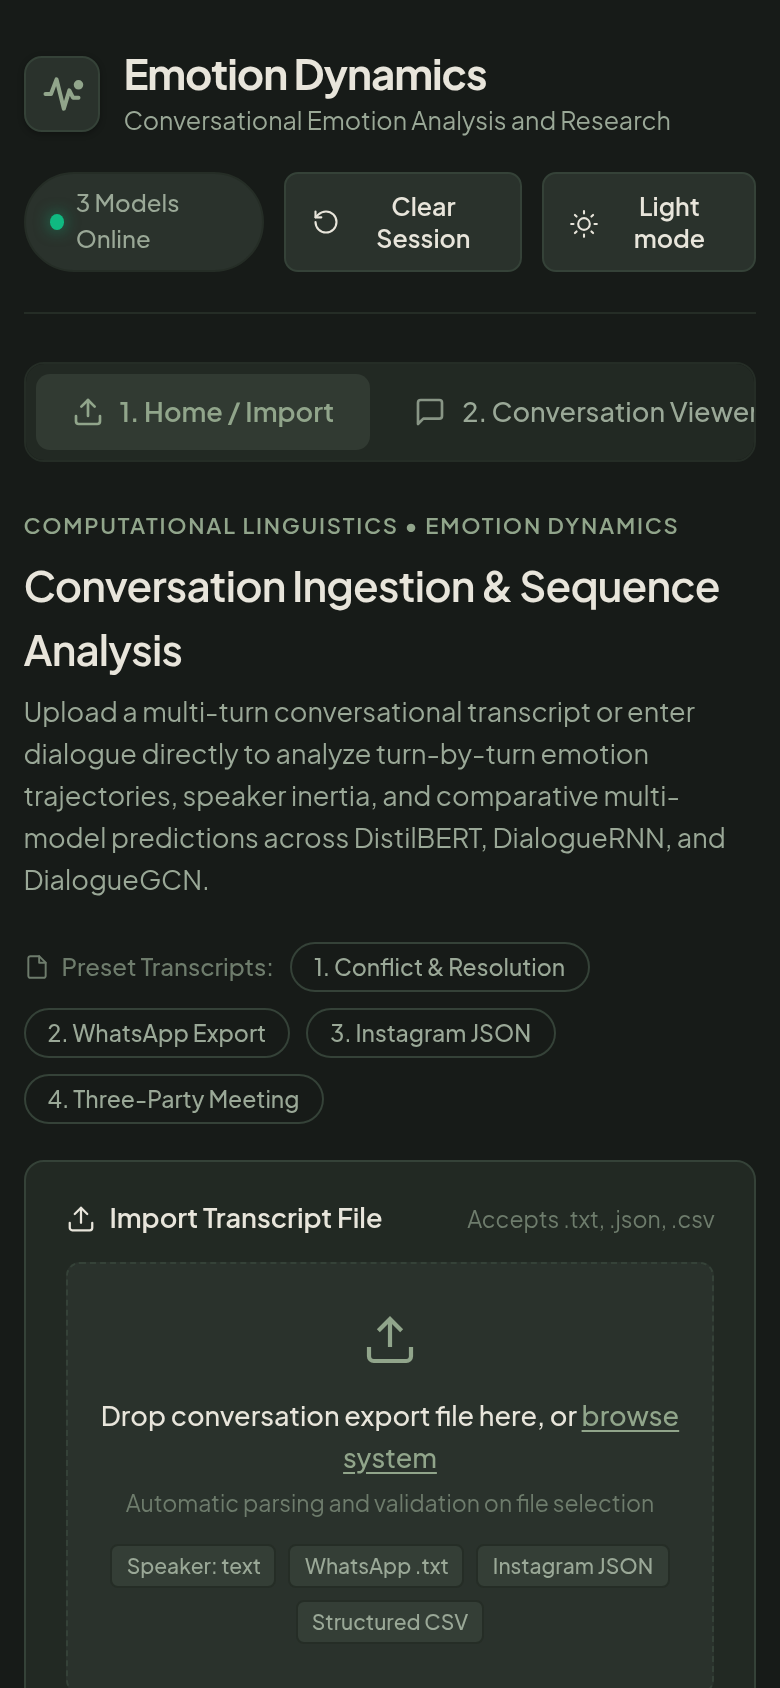 Emotion Dynamics
Conversational Emotion Analysis and Research
3 Models
Online
Clear
Session
Light
mode
1. Home / Import
2. Conversation Viewer
COMPUTATIONAL LINGUISTICS • EMOTION DYNAMICS
Conversation Ingestion & Sequence
Analysis
Upload a multi-turn conversational transcript or enter
dialogue directly to analyze turn-by-turn emotion
trajectories, speaker inertia, and comparative multi-
model predictions across DistilBERT, DialogueRNN, and
DialogueGCN.
Preset Transcripts:
1. Conflict & Resolution
2. WhatsApp Export
3. Instagram JSON
4. Three-Party Meeting
Import Transcript File
Accepts .txt, .json, .csv
Drop conversation export file here, or browse
system
Automatic parsing and validation on file selection
Speaker: text
WhatsApp .txt
Instagram JSON
Structured CSV